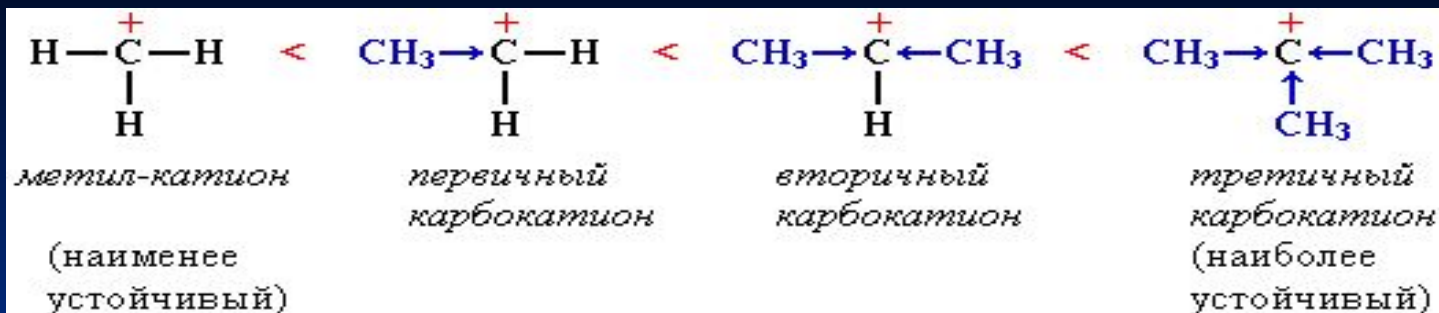 + + + +
H—C—H < CH₃→C—H < CH₃→C←CH₃ < CH₃→C←CH₃
| | | ↑
H H H CH₃
метил-катион первичный вторичный третичный
карбокатион карбокатион карбокатион
(наименее (наиболее
устойчивый) устойчивый)